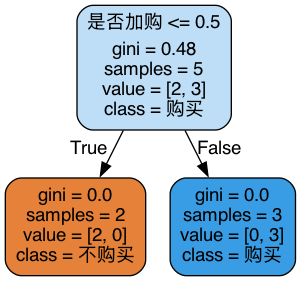 是否加购 <= 0.5
gini = 0.48
samples = 5
value = [2, 3]
class = 购买
True
False
gini = 0.0
samples = 2
value = [2, 0]
class = 不购买
gini = 0.0
samples = 3
value = [0, 3]
class = 购买